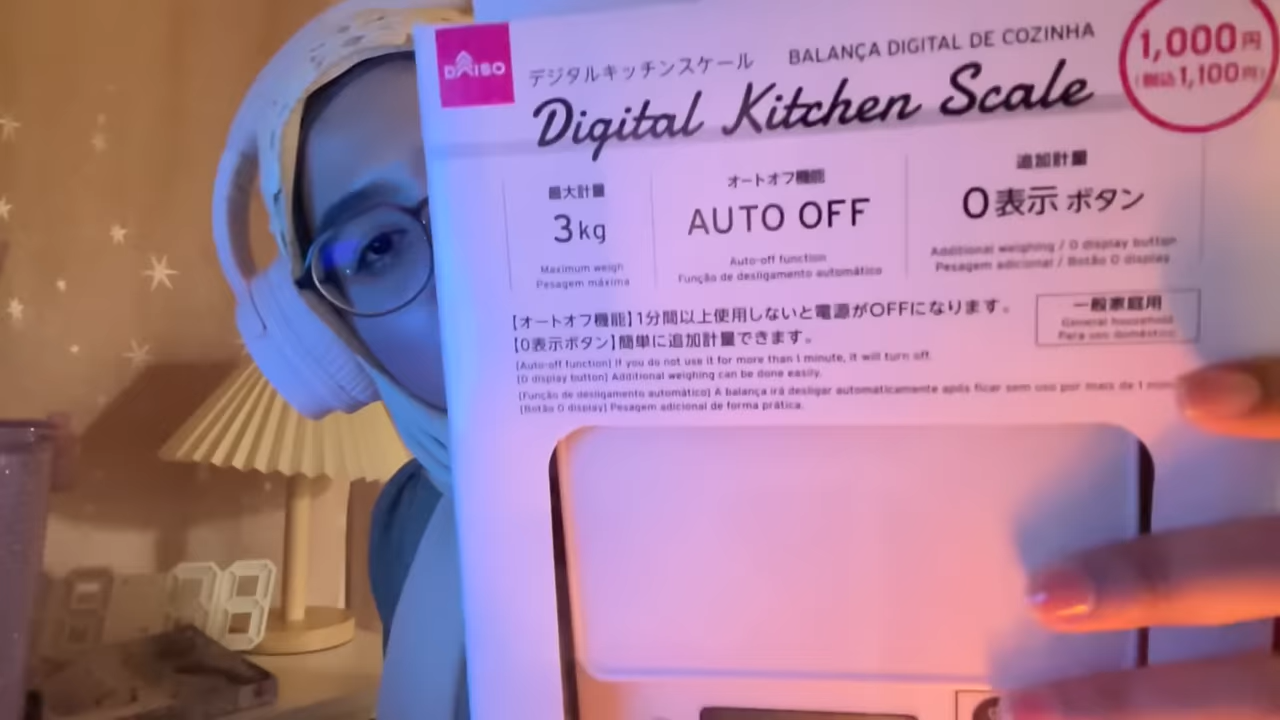 DAISO
デジタルキッチンスケール
BALANÇA DIGITAL DE COZINHA
Digital Kitchen Scale
1,000円
(税込1,100円)
最大計量
3kg
Maximum weigh
Pesagem máxima
オートオフ機能
AUTO OFF
Auto-off function
Função de desligamento automático
追加計量
0表示 ボタン
Additional weighing / 0 display button
Pesagem adicional / Botão 0 display
【オートオフ機能】1分間以上使用しないと電源がOFFになります。
【0表示ボタン】簡単に追加計量できます。
一般家庭用
General household
Para uso doméstico
[Auto-off function] If you do not use it for more than 1 minute, it will turn off.
[0 display button] Additional weighing can be done easily.
[Função de desligamento automático] A balança irá desligar automaticamente após ficar sem uso por mais de 1
[Botão 0 display] Pesagem adicional de forma prática.